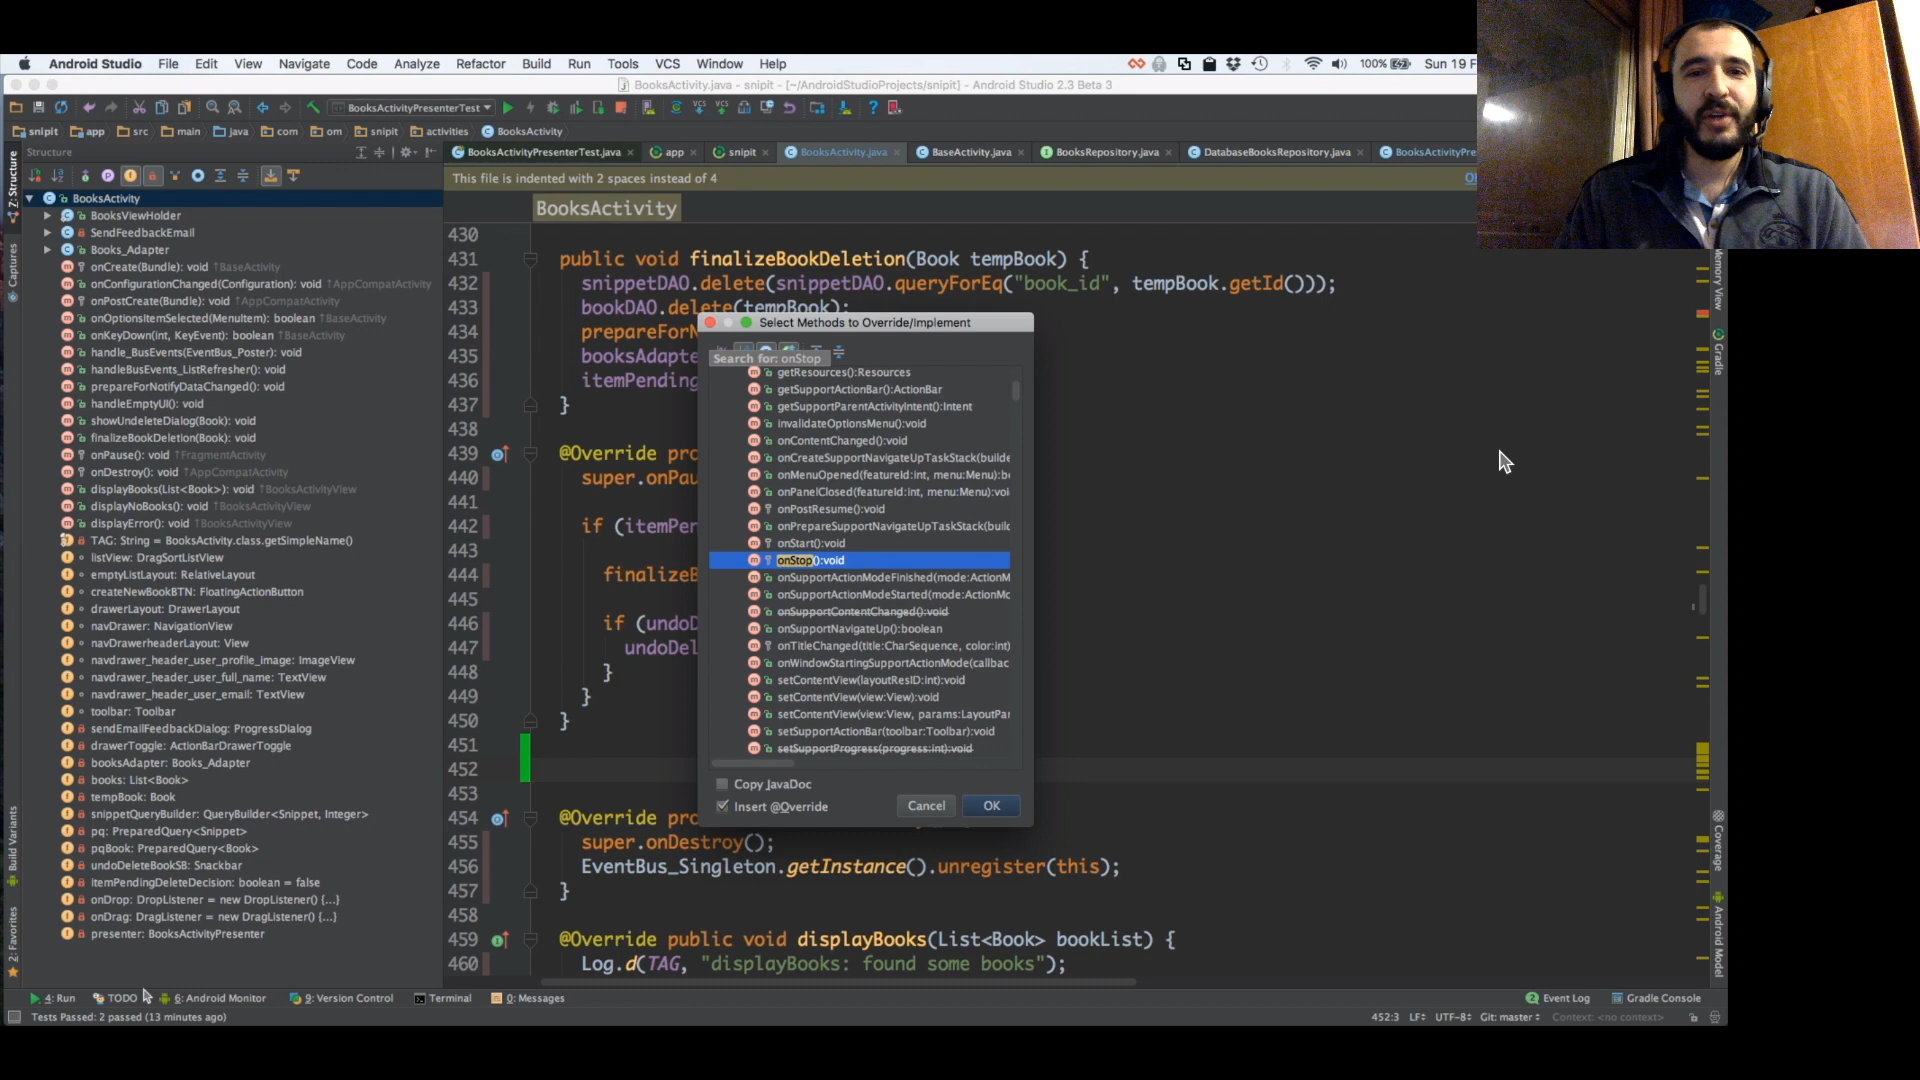 Android Studio File Edit View Navigate Code Analyze Refactor Build Run Tools VCS Window Help 100% Sun 19 F
BooksActivity.java - snipit - [~/AndroidStudioProjects/snipit] - Android Studio 2.3 Beta 3
BooksActivityPresenterTest
snipit app src main java com om snipit activities BooksActivity
Structure
BooksActivityPresenterTest.java app snipit BooksActivity.java BaseActivity.java BooksRepository.java DatabaseBooksRepository.java BooksActivityPre
This file is indented with 2 spaces instead of 4
BooksActivity
BooksActivity
BooksViewHolder
SendFeedbackEmail
Books_Adapter
onCreate(Bundle): void ↑BaseActivity
onConfigurationChanged(Configuration): void ↑AppCompatActivity
onPostCreate(Bundle): void ↑AppCompatActivity
onOptionsItemSelected(MenuItem): boolean ↑BaseActivity
onKeyDown(int, KeyEvent): boolean ↑BaseActivity
handle_BusEvents(EventBus_Poster): void
handleBusEvents_ListRefresher(): void
prepareForNotifyDataChanged(): void
handleEmptyUI(): void
showUndeleteDialog(Book): void
finalizeBookDeletion(Book): void
onPause(): void ↑FragmentActivity
onDestroy(): void ↑AppCompatActivity
displayBooks(List<Book>): void ↑BooksActivityView
displayNoBooks(): void ↑BooksActivityView
displayError(): void ↑BooksActivityView
TAG: String = BooksActivity.class.getSimpleName()
listView: DragSortListView
emptyListLayout: RelativeLayout
createNewBookBTN: FloatingActionButton
drawerLayout: DrawerLayout
navDrawer: NavigationView
navDrawerheaderLayout: View
navdrawer_header_user_profile_image: ImageView
navdrawer_header_user_full_name: TextView
navdrawer_header_user_email: TextView
toolbar: Toolbar
sendEmailFeedbackDialog: ProgressDialog
drawerToggle: ActionBarDrawerToggle
booksAdapter: Books_Adapter
books: List<Book>
tempBook: Book
snippetQueryBuilder: QueryBuilder<Snippet, Integer>
pq: PreparedQuery<Snippet>
pqBook: PreparedQuery<Book>
undoDeleteBookSB: Snackbar
itemPendingDeleteDecision: boolean = false
onDrop: DropListener = new DropListener() {...}
onDrag: DragListener = new DragListener() {...}
presenter: BooksActivityPresenter
430
431 public void finalizeBookDeletion(Book tempBook) {
432 snippetDAO.delete(snippetDAO.queryForEq("book_id", tempBook.getId()));
433 bookDAO.delete(tempBook);
434 prepareForN
435 booksAdapte
436 itemPending
437 }
438
439 @Override pro
440 super.onPau
441
442 if (itemPen
443
444 finalizeB
445
446 if (undoD
447 undoDel
448 }
449 }
450 }
451
452
453
454 @Override pro
455 super.onDestroy();
456 EventBus_Singleton.getInstance().unregister(this);
457 }
458
459 @Override public void displayBooks(List<Book> bookList) {
460 Log.d(TAG, "displayBooks: found some books");
Select Methods to Override/Implement
Search for: onStop
getResources():Resources
getSupportActionBar():ActionBar
getSupportParentActivityIntent():Intent
invalidateOptionsMenu():void
onContentChanged():void
onCreateSupportNavigateUpTaskStack(builde
onMenuOpened(featureId:int, menu:Menu):b
onPanelClosed(featureId:int, menu:Menu):voi
onPostResume():void
onPrepareSupportNavigateUpTaskStack(build
onStart():void
onStop():void
onSupportActionModeFinished(mode:ActionM
onSupportActionModeStarted(mode:ActionMo
onSupportContentChanged():void
onSupportNavigateUp():boolean
onTitleChanged(title:CharSequence, color:int)
onWindowStartingSupportActionMode(callbac
setContentView(layoutResID:int):void
setContentView(view:View):void
setContentView(view:View, params:LayoutPar
setSupportActionBar(toolbar:Toolbar):void
setSupportProgress(progress:int):void
Copy JavaDoc
Insert @Override
Cancel OK
Z: Structure
Captures
Build Variants
2: Favorites
Memory View
Gradle
Coverage
Android Model
4: Run TODO 6: Android Monitor 9: Version Control Terminal 0: Messages 2 Event Log Gradle Console
Tests Passed: 2 passed (13 minutes ago) 452:3 LF UTF-8 Git: master Context: <no context>